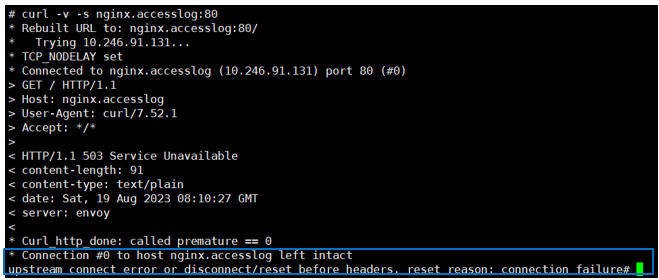 # curl -v -s nginx.accesslog:80
* Rebuilt URL to: nginx.accesslog:80/
*   Trying 10.246.91.131...
* TCP_NODELAY set
* Connected to nginx.accesslog (10.246.91.131) port 80 (#0)
> GET / HTTP/1.1
> Host: nginx.accesslog
> User-Agent: curl/7.52.1
> Accept: */*
>
< HTTP/1.1 503 Service Unavailable
< content-length: 91
< content-type: text/plain
< date: Sat, 19 Aug 2023 08:10:27 GMT
< server: envoy
<
* Curl_http_done: called premature == 0
* Connection #0 to host nginx.accesslog left intact
upstream connect error or disconnect/reset before headers. reset reason: connection failure#